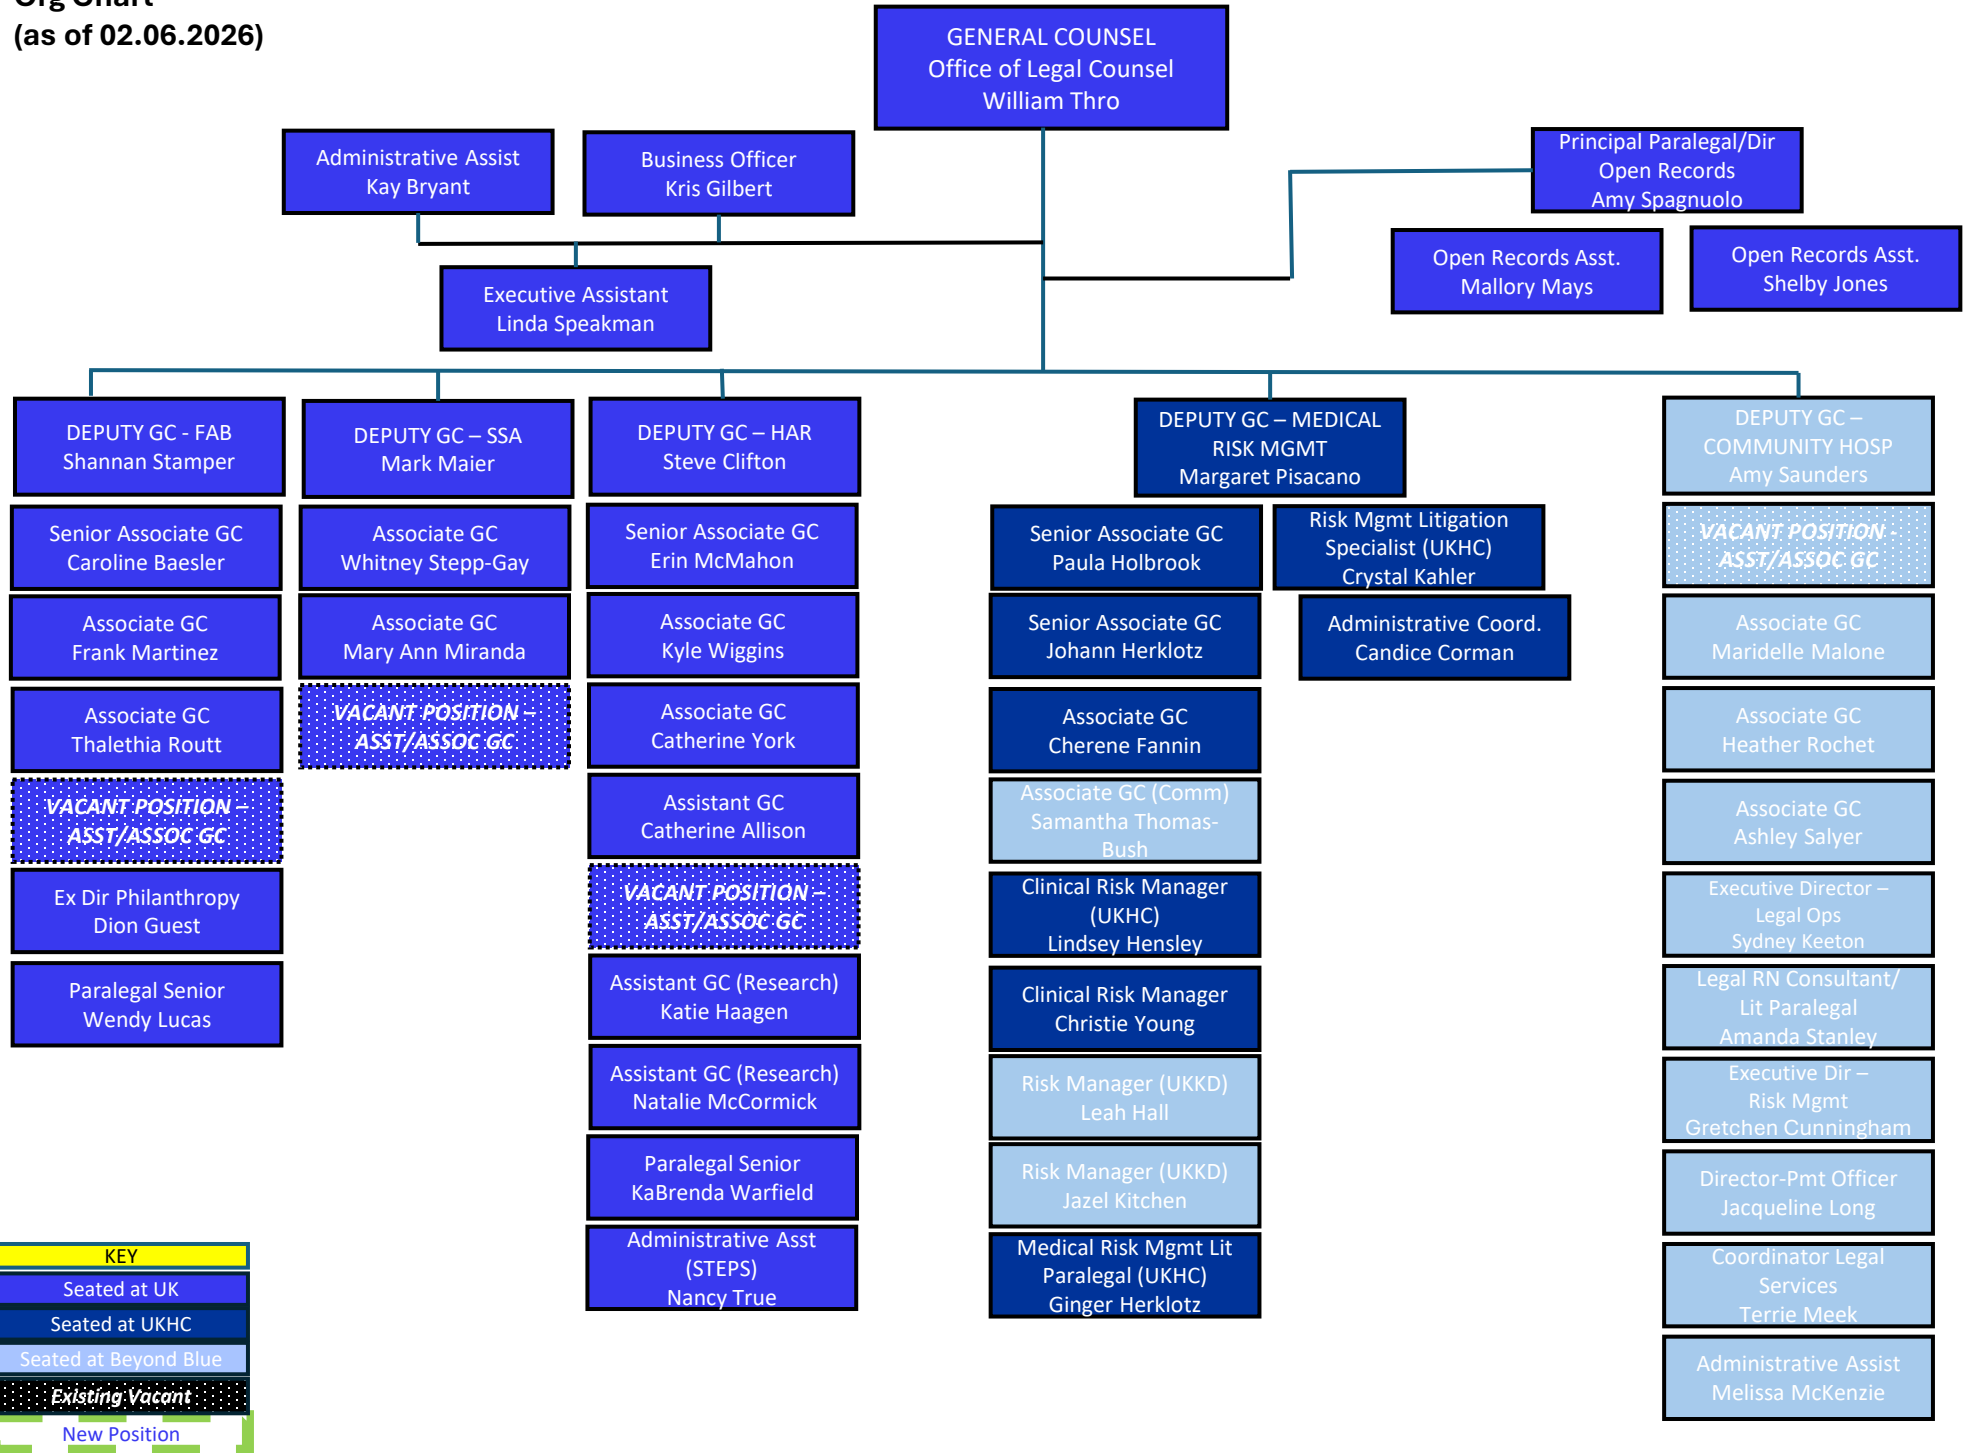 Org Chart
(as of 02.06.2026)
GENERAL COUNSEL
Office of Legal Counsel
William Thro
Administrative Assist
Kay Bryant
Business Officer
Kris Gilbert
Principal Paralegal/Dir
Open Records
Amy Spagnuolo
Open Records Asst.
Mallory Mays
Open Records Asst.
Shelby Jones
Executive Assistant
Linda Speakman
DEPUTY GC - FAB
Shannan Stamper
Senior Associate GC
Caroline Baesler
Associate GC
Frank Martinez
Associate GC
Thalethia Routt
VACANT POSITION –
ASST/ASSOC GC
Ex Dir Philanthropy
Dion Guest
Paralegal Senior
Wendy Lucas
DEPUTY GC – SSA
Mark Maier
Associate GC
Whitney Stepp-Gay
Associate GC
Mary Ann Miranda
VACANT POSITION –
ASST/ASSOC GC
DEPUTY GC – HAR
Steve Clifton
Senior Associate GC
Erin McMahon
Associate GC
Kyle Wiggins
Associate GC
Catherine York
Assistant GC
Catherine Allison
VACANT POSITION –
ASST/ASSOC GC
Assistant GC (Research)
Katie Haagen
Assistant GC (Research)
Natalie McCormick
Paralegal Senior
KaBrenda Warfield
Administrative Asst
(STEPS)
Nancy True
DEPUTY GC – MEDICAL
RISK MGMT
Margaret Pisacano
Senior Associate GC
Paula Holbrook
Senior Associate GC
Johann Herklotz
Associate GC
Cherene Fannin
Associate GC (Comm)
Samantha Thomas-
Bush
Clinical Risk Manager
(UKHC)
Lindsey Hensley
Clinical Risk Manager
Christie Young
Risk Manager (UKKD)
Leah Hall
Risk Manager (UKKD)
Jazel Kitchen
Medical Risk Mgmt Lit
Paralegal (UKHC)
Ginger Herklotz
Risk Mgmt Litigation
Specialist (UKHC)
Crystal Kahler
Administrative Coord.
Candice Corman
DEPUTY GC –
COMMUNITY HOSP
Amy Saunders
VACANT POSITION -
ASST/ASSOC GC
Associate GC
Maridelle Malone
Associate GC
Heather Rochet
Associate GC
Ashley Salyer
Executive Director –
Legal Ops
Sydney Keeton
Legal RN Consultant/
Lit Paralegal
Amanda Stanley
Executive Dir –
Risk Mgmt
Gretchen Cunningham
Director-Pmt Officer
Jacqueline Long
Coordinator Legal
Services
Terrie Meek
Administrative Assist
Melissa McKenzie
KEY
Seated at UK
Seated at UKHC
Seated at Beyond Blue
Existing Vacant
New Position